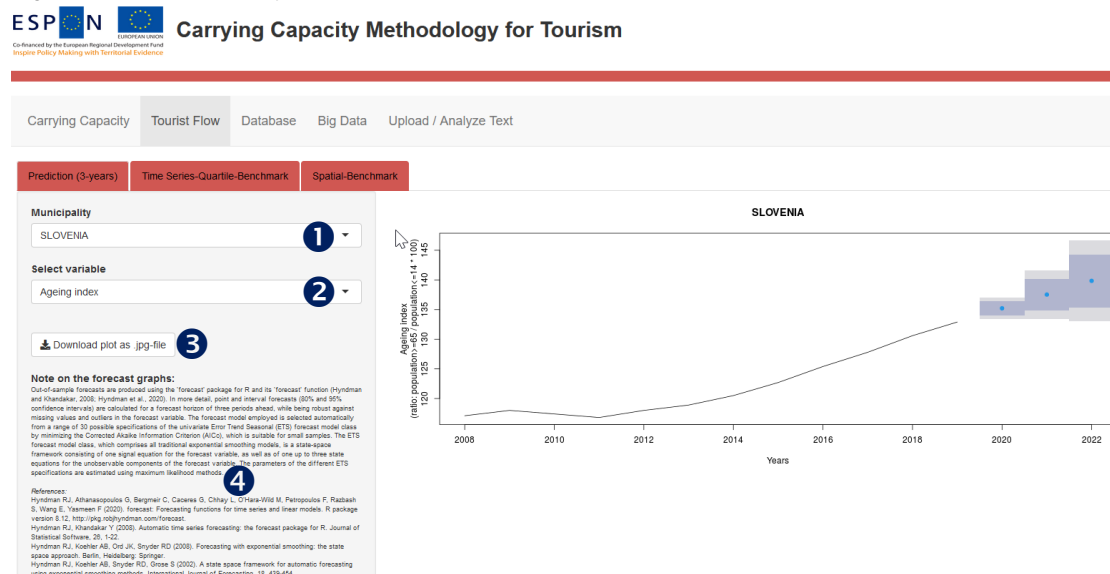 ESPON
EUROPEAN UNION
Co-financed by the European Regional Development Fund
Inspire Policy Making with Territorial Evidence
Carrying Capacity Methodology for Tourism
Carrying Capacity Tourist Flow Database Big Data Upload / Analyze Text
Prediction (3-years) Time Series-Quartile-Benchmark Spatial-Benchmark
Municipality
SLOVENIA
1
Select variable
Ageing index
2
Download plot as .jpg-file
3
Note on the forecast graphs:
Out-of-sample forecasts are produced using the 'forecast' package for R and its 'forecast' function (Hyndman
and Khandakar, 2008; Hyndman et al., 2020). In more detail, point and interval forecasts (80% and 95%
confidence intervals) are calculated for a forecast horizon of three periods ahead, while being robust against
missing values and outliers in the forecast variable. The forecast model employed is selected automatically
from a range of 30 possible specifications of the univariate Error Trend Seasonal (ETS) forecast model class
by minimizing the Corrected Akaike Information Criterion (AICc), which is suitable for small samples. The ETS
forecast model class, which comprises all traditional exponential smoothing models, is a state-space
framework consisting of one signal equation for the forecast variable, as well as of one up to three state
equations for the unobservable components of the forecast variable. The parameters of the different ETS
specifications are estimated using maximum likelihood methods.
4
References:
Hyndman RJ, Athanasopoulos G, Bergmeir C, Caceres G, Chhay L, O'Hara-Wild M, Petropoulos F, Razbash
S, Wang E, Yasmeen F (2020). forecast: Forecasting functions for time series and linear models. R package
version 8.12, http://pkg.robjhyndman.com/forecast.
Hyndman RJ, Khandakar Y (2008). Automatic time series forecasting: the forecast package for R. Journal of
Statistical Software, 26, 1-22.
Hyndman RJ, Koehler AB, Ord JK, Snyder RD (2008). Forecasting with exponential smoothing: the state
space approach. Berlin, Heidelberg: Springer.
Hyndman RJ, Koehler AB, Snyder RD, Grose S (2002). A state space framework for automatic forecasting
using exponential smoothing methods. International Journal of Forecasting, 18, 439-454.
SLOVENIA
Ageing index
(ratio: population>=65 / population<=14 * 100)
145
140
135
130
125
120
2008 2010 2012 2014 2016 2018 2020 2022
Years